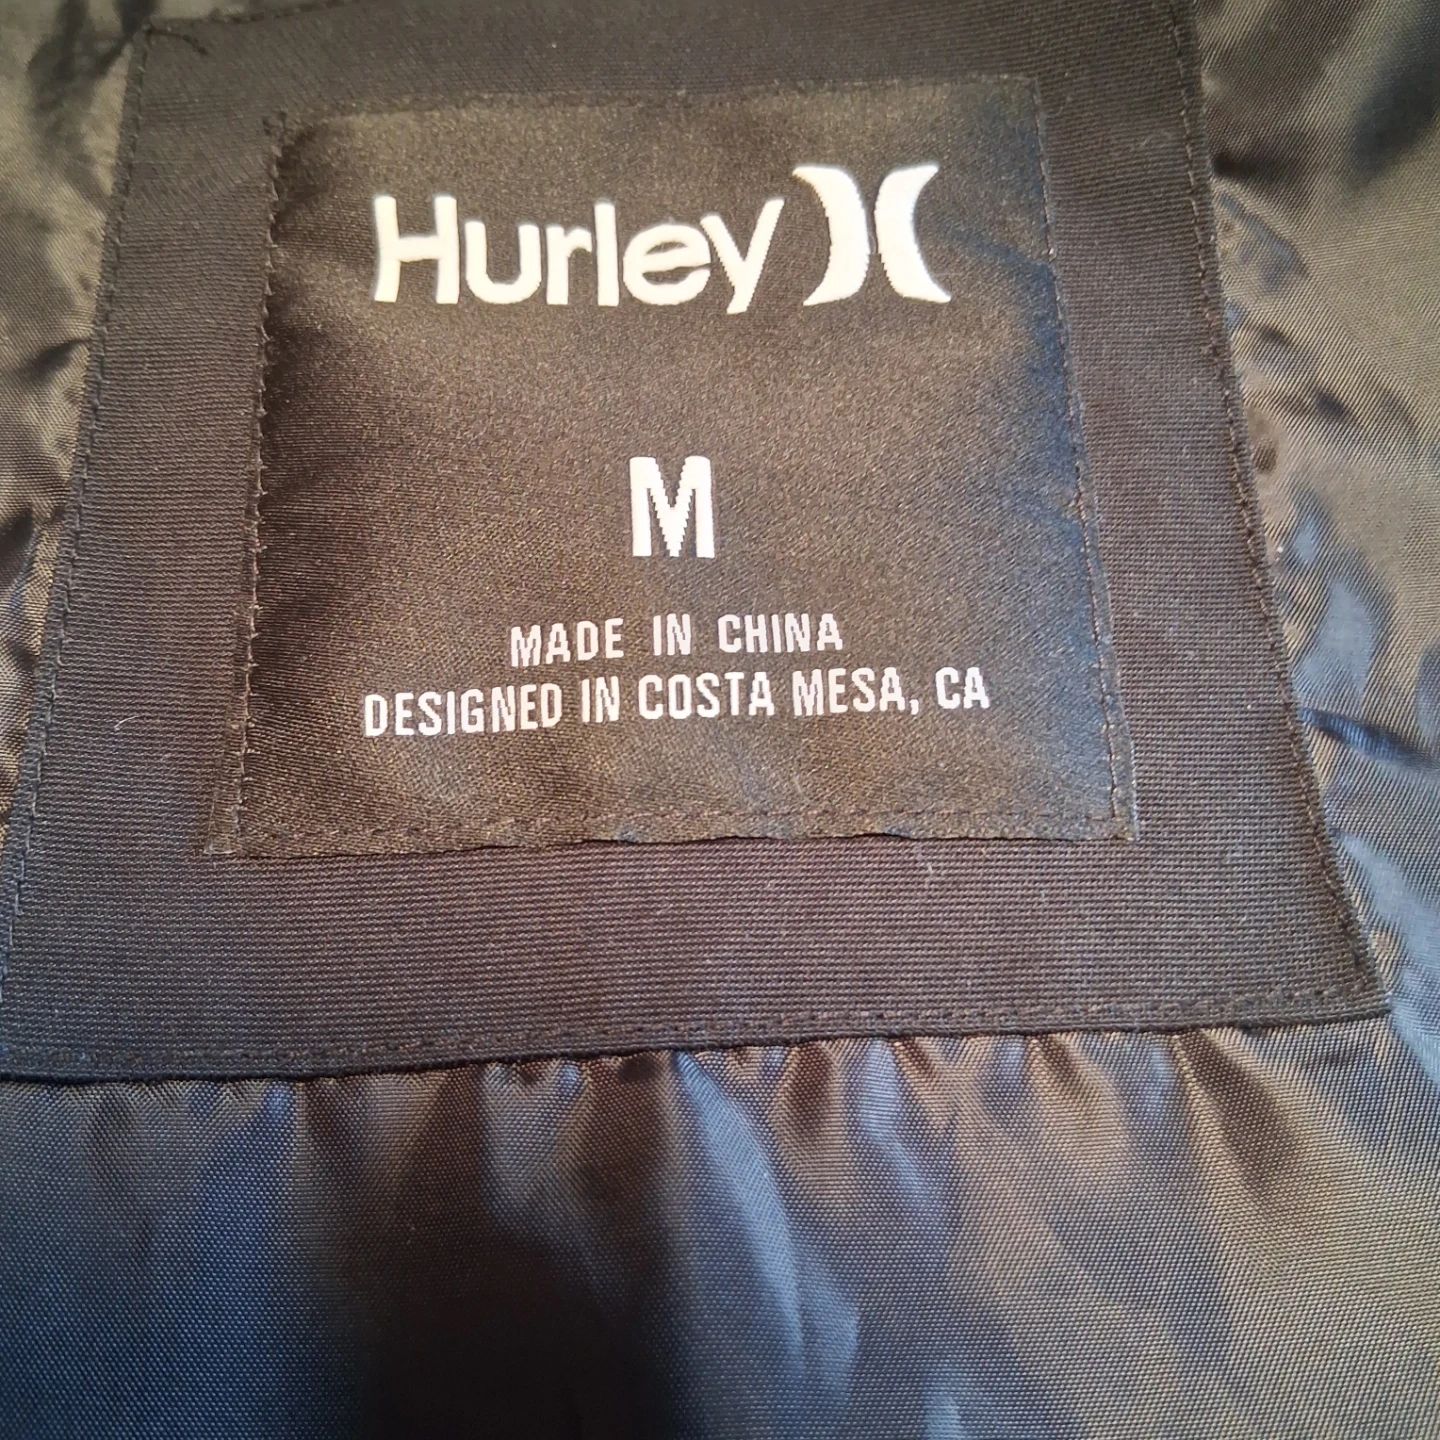 Hurley
M
MADE IN CHINA
DESIGNED IN COSTA MESA, CA